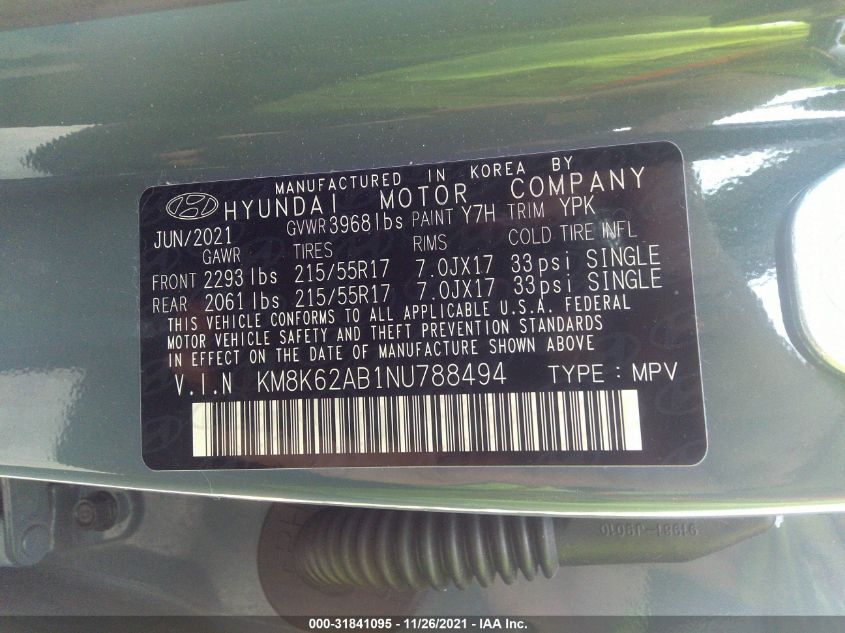 MANUFACTURED IN KOREA BY
HYUNDAI MOTOR COMPANY
JUN/2021 GVWR 3968 lbs PAINT Y7H TRIM YPK
GAWR TIRES RIMS COLD TIRE INFL
FRONT 2293 lbs 215/55R17 7.0JX17 33psi SINGLE
REAR 2061 lbs 215/55R17 7.0JX17 33psi SINGLE
THIS VEHICLE CONFORMS TO ALL APPLICABLE U.S.A. FEDERAL
MOTOR VEHICLE SAFETY AND THEFT PREVENTION STANDARDS
IN EFFECT ON THE DATE OF MANUFACTURE SHOWN ABOVE
V.I.N KM8K62AB1NU788494 TYPE : MPV
000-31841095 - 11/26/2021 - IAA Inc.